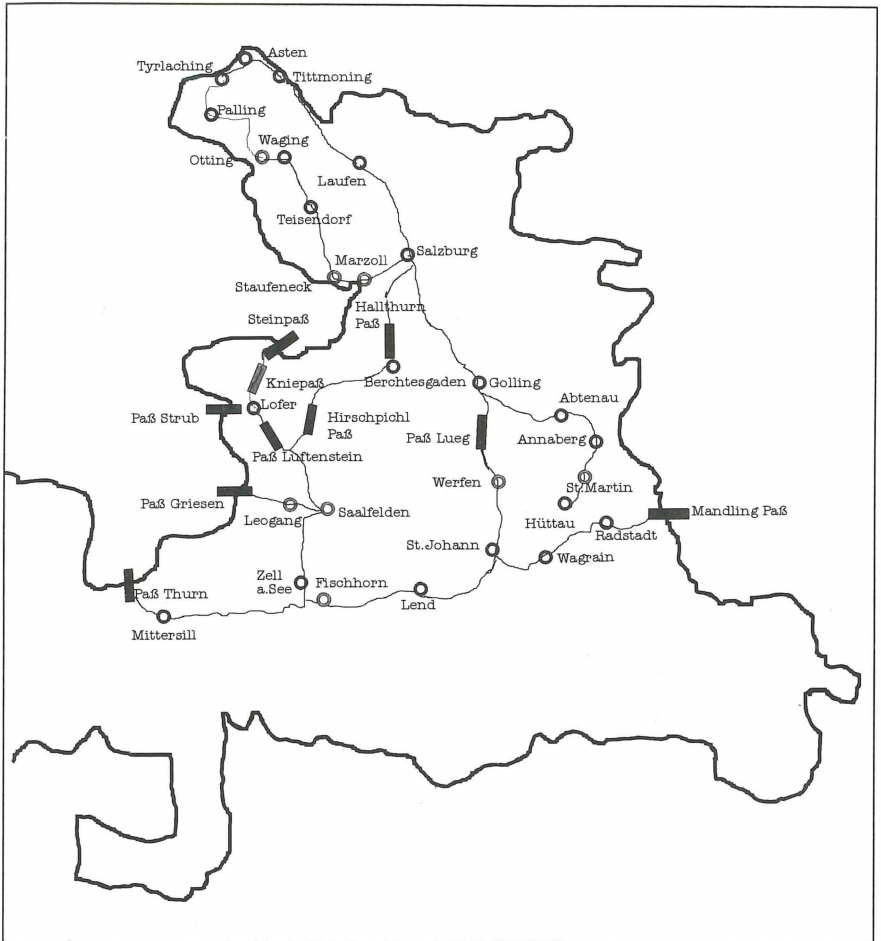 Asten
Tyrlaching
Tittmoning
Palling
Waging
Otting
Laufen
Teisendorf
Salzburg
Marzoll
Staufeneck
Hallthurn
Paß
Steinpaß
Berchtesgaden
Golling
Kniepaß
Abtenau
Lofer
Paß Strub
Hirschpichl
Paß
Paß Lueg
Annaberg
Paß Luftenstein
Werfen
St.Martin
Paß Griesen
Leogang
Saalfelden
Hüttau
Mandling Paß
Radstadt
St.Johann
Wagrain
Zell
a.See
Fischhorn
Paß Thurn
Lend
Mittersill